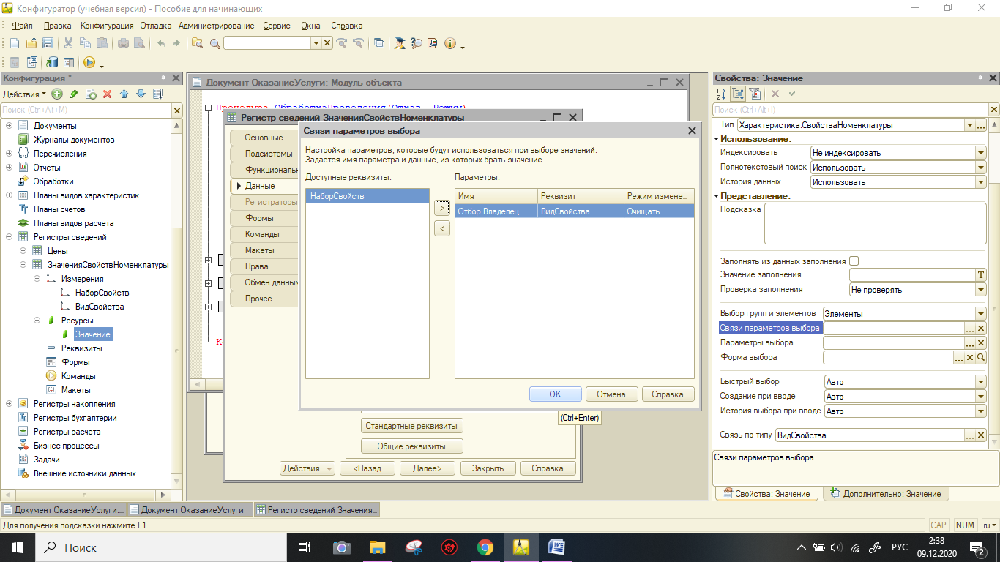 Конфигуратор (учебная версия) - Пособие для начинающих
Файл Правка Конфигурация Отладка Администрирование Сервис Окна Справка
Конфигурация *
Действия
Поиск (Ctrl+Alt+M)
Документы
Журналы документов
Перечисления
Отчеты
Обработки
Планы видов характеристик
Планы счетов
Планы видов расчета
Регистры сведений
Цены
ЗначенияСвойствНоменклатуры
Измерения
НаборСвойств
ВидСвойства
Ресурсы
Значение
Реквизиты
Формы
Команды
Макеты
Регистры накопления
Регистры бухгалтерии
Регистры расчета
Бизнес-процессы
Задачи
Внешние источники данных
Документ ОказаниеУслуги: Модуль объекта
Процедура ОбработкаПроведения(Отказ, Режим)
К
Регистр сведений ЗначенияСвойствНоменклатуры
Основные
Подсистемы
Функциональн
Данные
Регистраторы
Формы
Команды
Макеты
Права
Обмен данным
Прочее
Стандартные реквизиты
Общие реквизиты
Действия <Назад Далее> Закрыть Справка
Связи параметров выбора
Настройка параметров, которые будут использоваться при выборе значений.
Задается имя параметра и данные, из которых брать значение.
Доступные реквизиты: Параметры:
НаборСвойств
>
<
Имя Реквизит Режим измене...
Отбор.Владелец ВидСвойства Очищать
OK Отмена Справка
(Ctrl+Enter)
Свойства: Значение
Поиск (Ctrl+Alt+I)
Тип Характеристика.СвойстваНоменклатуры ...
Использование:
Индексировать Не индексировать
Полнотекстовый поиск Использовать
История данных Использовать
Представление:
Подсказка
Заполнять из данных заполнения
Значение заполнения T
Проверка заполнения Не проверять
Выбор групп и элементов Элементы
Связи параметров выбора ...
Параметры выбора ...
Форма выбора ...
Быстрый выбор Авто
Создание при вводе Авто
История выбора при вводе Авто
Связь по типу ВидСвойства ...
Связи параметров выбора
Свойства: Значение Дополнительно: Значение
Документ ОказаниеУслуги:... Документ ОказаниеУслуги Регистр сведений Значения...
Для получения подсказки нажмите F1 CAP NUM ru
Поиск
РУС
2:38
09.12.2020
2